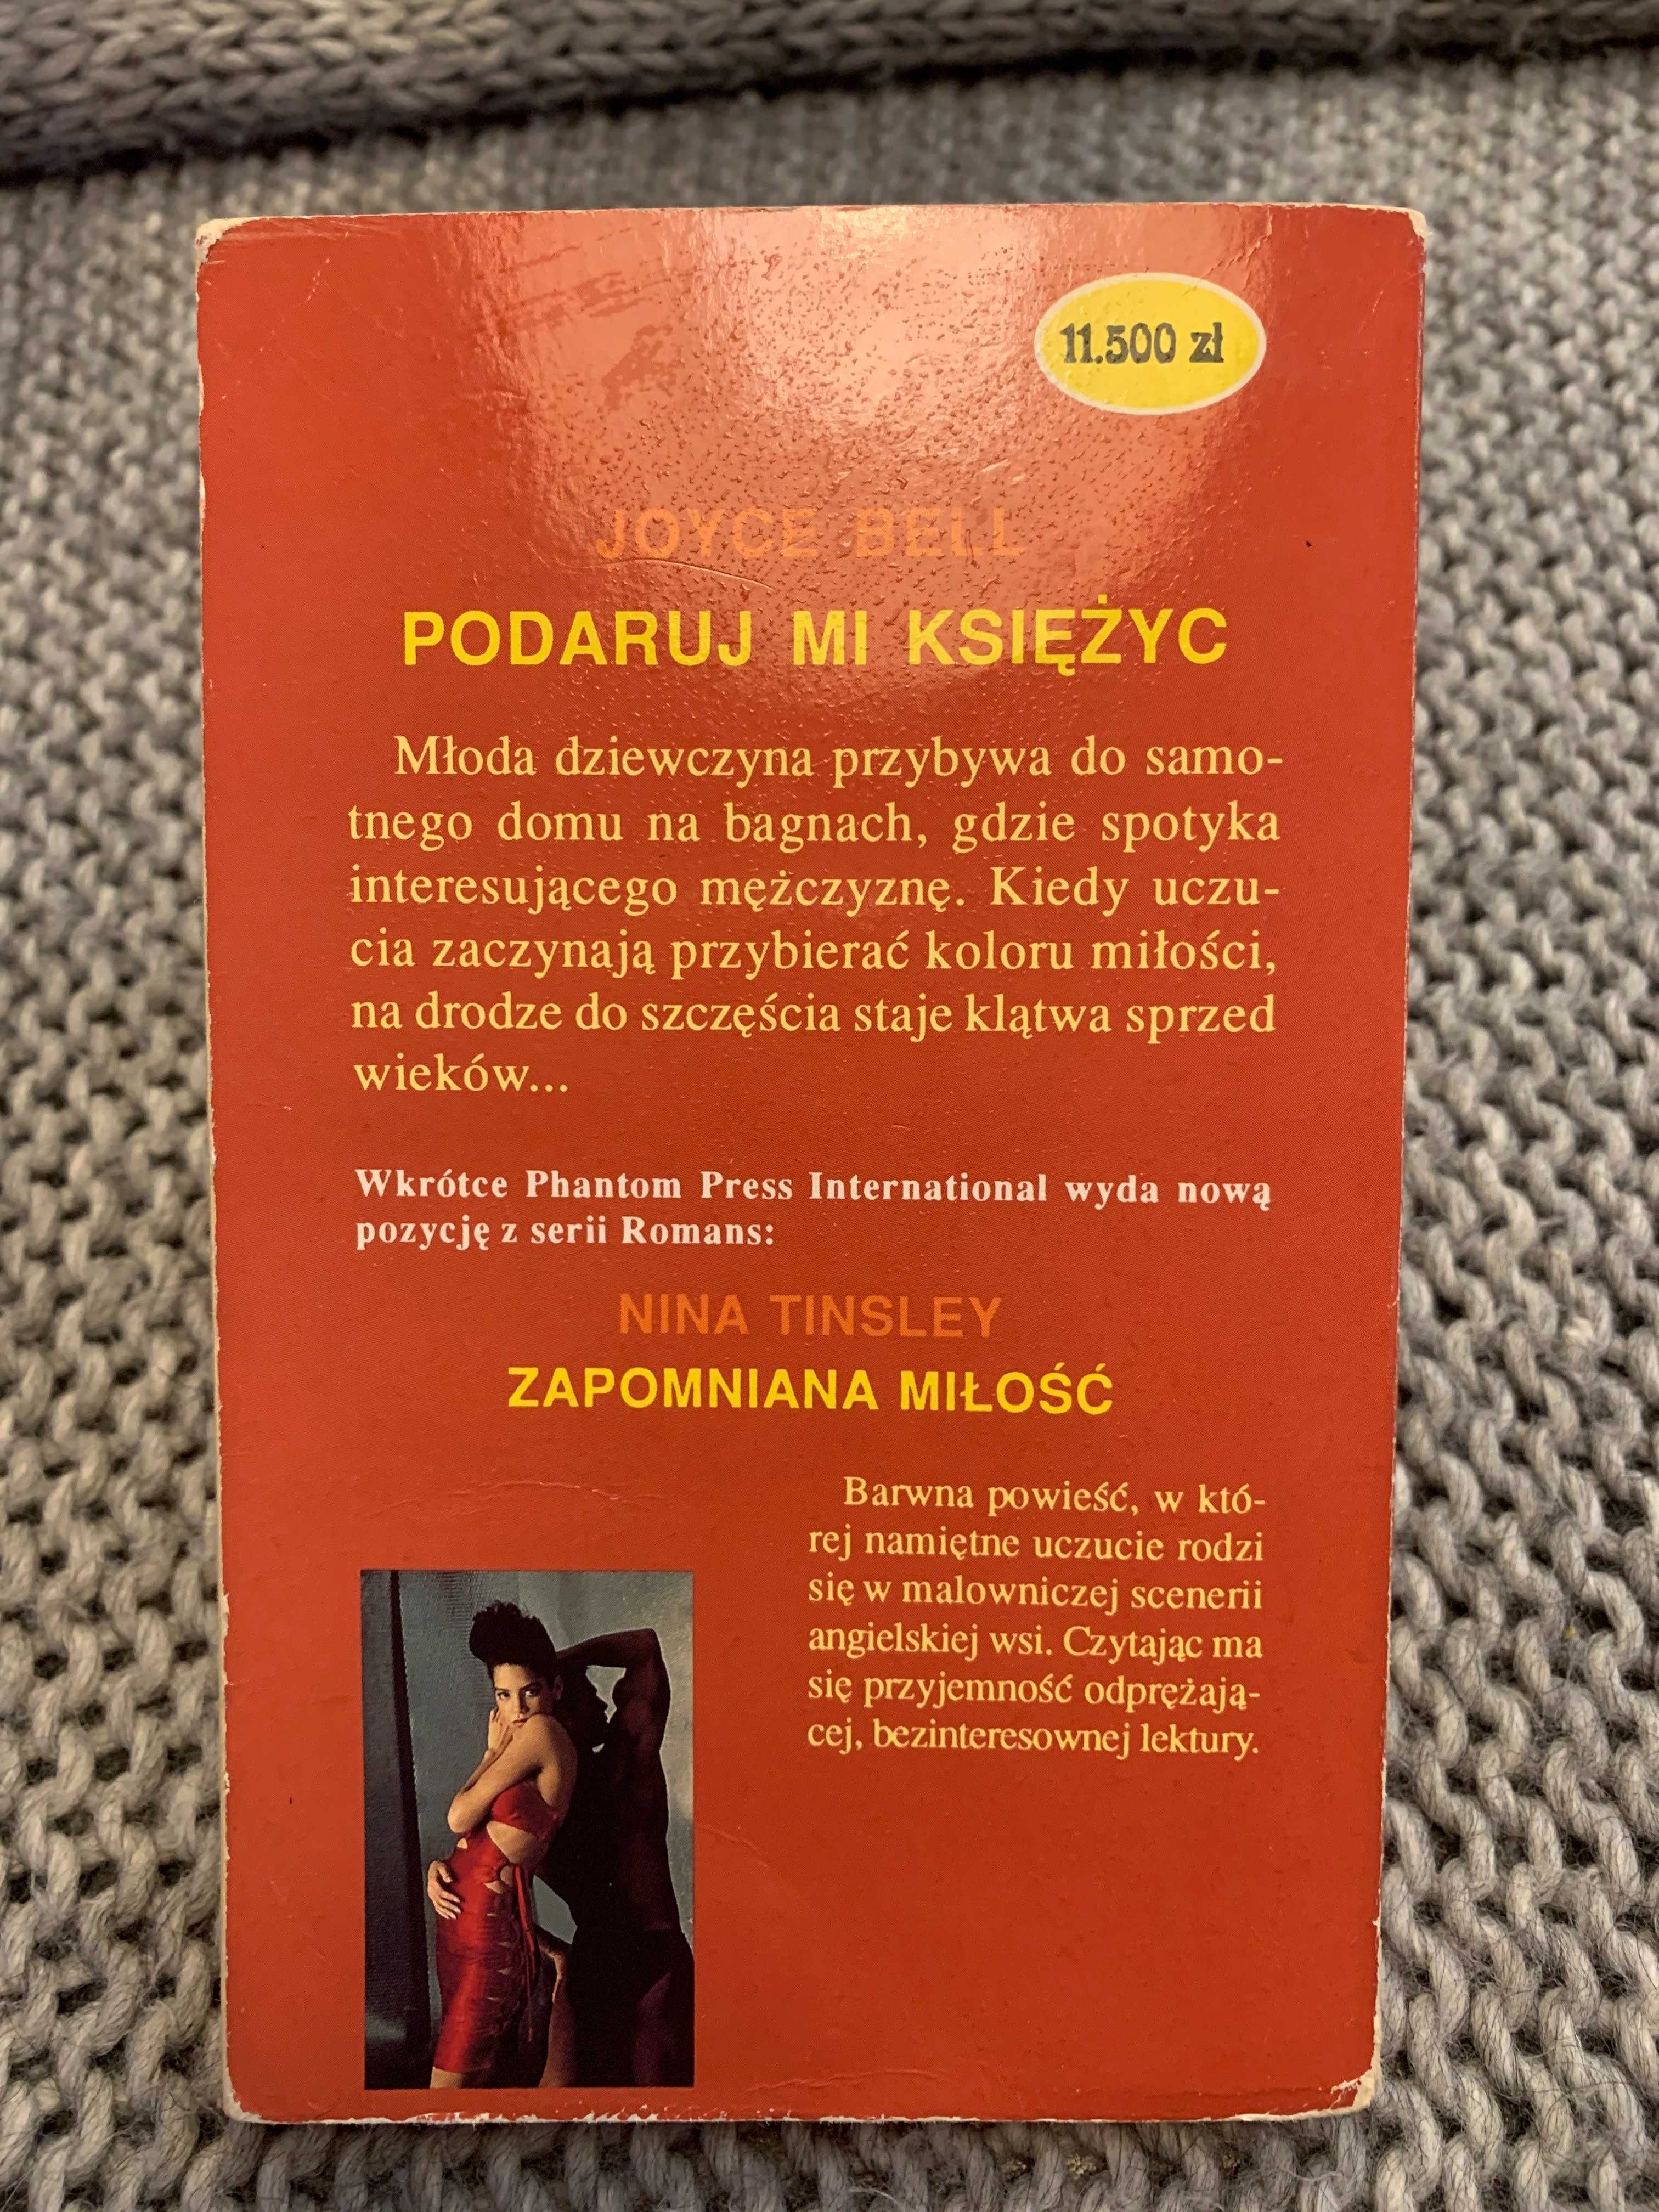 11.500 zł
JOYCE BELL
PODARUJ MI KSIĘŻYC
Młoda dziewczyna przybywa do samo-
tnego domu na bagnach, gdzie spotyka
interesującego mężczyznę. Kiedy uczu-
cia zaczynają przybierać koloru miłości,
na drodze do szczęścia staje klątwa sprzed
wieków...
Wkrótce Phantom Press International wyda nową
pozycję z serii Romans:
NINA TINSLEY
ZAPOMNIANA MIŁOŚĆ
Barwna powieść, w któ-
rej namiętne uczucie rodzi
się w malowniczej scenerii
angielskiej wsi. Czytając ma
się przyjemność odprężają-
cej, bezinteresownej lektury.